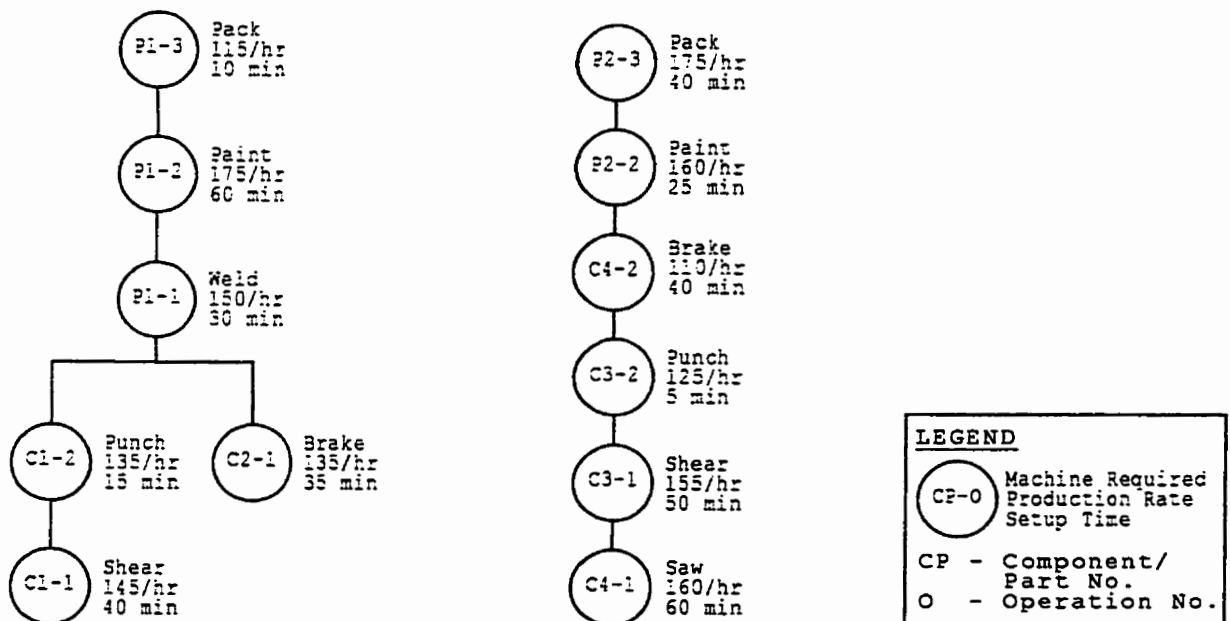 P1-3
Pack
115/hr
10 min
P1-2
Paint
175/hr
60 min
P1-1
Weld
150/hr
30 min
C1-2
Punch
135/hr
15 min
C2-1
Brake
135/hr
35 min
C1-1
Shear
145/hr
40 min
P2-3
Pack
175/hr
40 min
P2-2
Paint
160/hr
25 min
C4-2
Brake
110/hr
40 min
C3-2
Punch
125/hr
5 min
C3-1
Shear
155/hr
50 min
C4-1
Saw
160/hr
60 min
LEGEND
CP-O
Machine Required
Production Rate
Setup Time
CP - Component/
Part No.
O - Operation No.